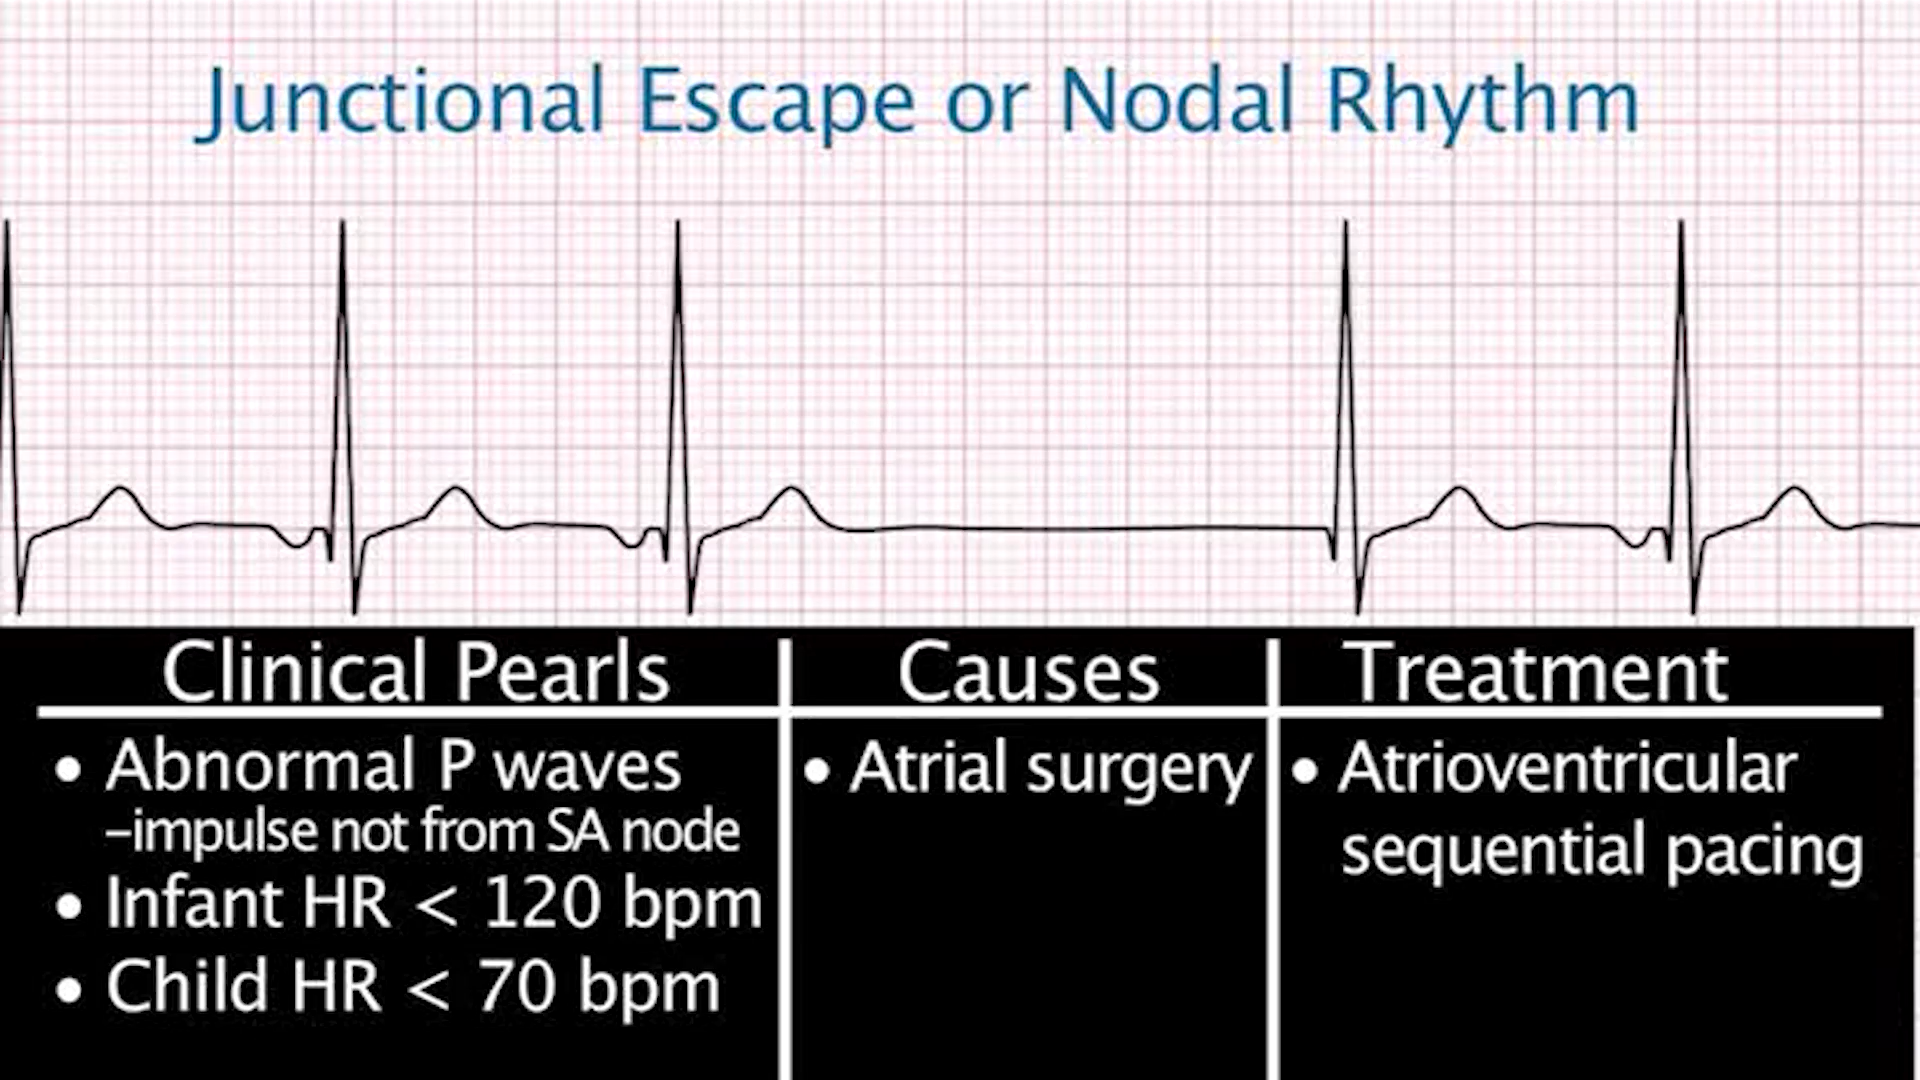 Junctional Escape or Nodal Rhythm
Clinical Pearls
• Abnormal P waves
–impulse not from SA node
• Infant HR < 120 bpm
• Child HR < 70 bpm
Causes
• Atrial surgery
Treatment
• Atrioventricular
sequential pacing